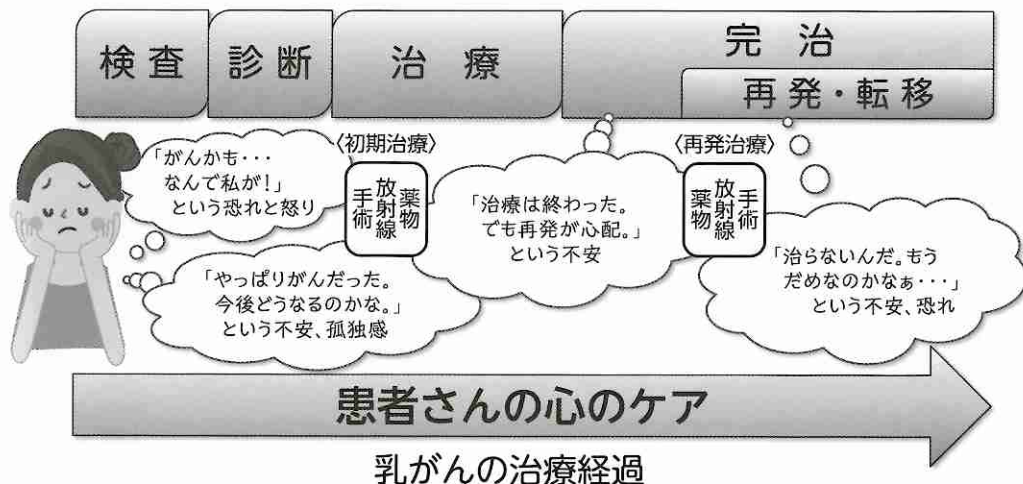 検査
診断
治療
完治
再発・転移
「がんかも・・・
なんで私が！」
という恐れと怒り
〈初期治療〉
手術
放射線
薬物
「やっぱりがんだった。
今後どうなるのかな。」
という不安、孤独感
「治療は終わった。
でも再発が心配。」
という不安
〈再発治療〉
薬物
放射線
手術
「治らないんだ。もう
だめなのかなぁ・・・」
という不安、恐れ
患者さんの心のケア
乳がんの治療経過